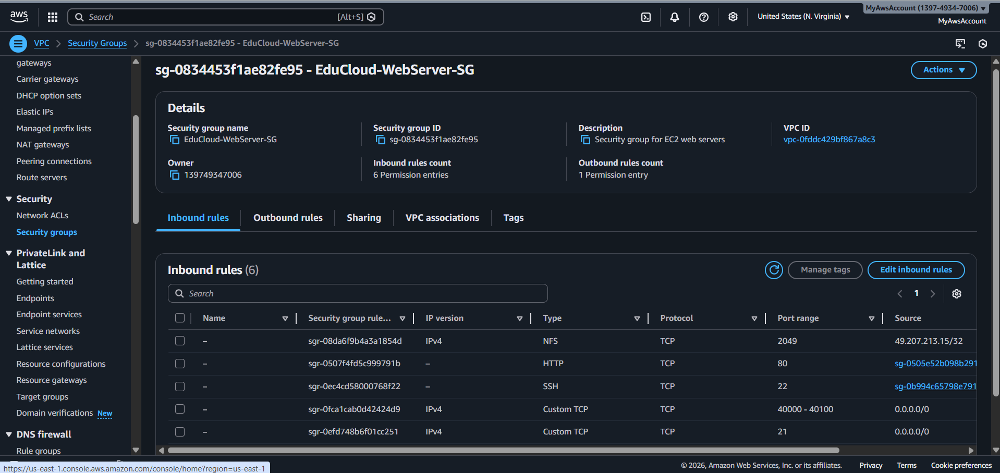 aws
Search [Alt+S]
United States (N. Virginia)
MyAwsAccount (1397-4934-7006)
MyAwsAccount
VPC
Security Groups
sg-0834453f1ae82fe95 - EduCloud-WebServer-SG
gateways
Carrier gateways
DHCP option sets
Elastic IPs
Managed prefix lists
NAT gateways
Peering connections
Route servers
Security
Network ACLs
Security groups
PrivateLink and
Lattice
Getting started
Endpoints
Endpoint services
Service networks
Lattice services
Resource configurations
Resource gateways
Target groups
Domain verifications New
DNS firewall
Rule groups
sg-0834453f1ae82fe95 - EduCloud-WebServer-SG
Actions
Details
Security group name
EduCloud-WebServer-SG
Security group ID
sg-0834453f1ae82fe95
Description
Security group for EC2 web servers
VPC ID
vpc-0fddc429bf867a8c3
Owner
139749347006
Inbound rules count
6 Permission entries
Outbound rules count
1 Permission entry
Inbound rules Outbound rules Sharing VPC associations Tags
Inbound rules (6)
Manage tags
Edit inbound rules
Search
1
Name Security group rule... IP version Type Protocol Port range Source
– sgr-08da6f9b4a3a1854d IPv4 NFS TCP 2049 49.207.213.15/32
– sgr-0507f4fd5c999791b – HTTP TCP 80 sg-0505e52b098b291
– sgr-0ec4cd58000768f22 – SSH TCP 22 sg-0b994c65798e791
– sgr-0fca1cab0d42424d9 IPv4 Custom TCP TCP 40000 - 40100 0.0.0.0/0
– sgr-0efd748b6f01cc251 IPv4 Custom TCP TCP 21 0.0.0.0/0
https://us-east-1.console.aws.amazon.com/console/home?region=us-east-1
© 2026, Amazon Web Services, Inc. or its affiliates. Privacy Terms Cookie preferences